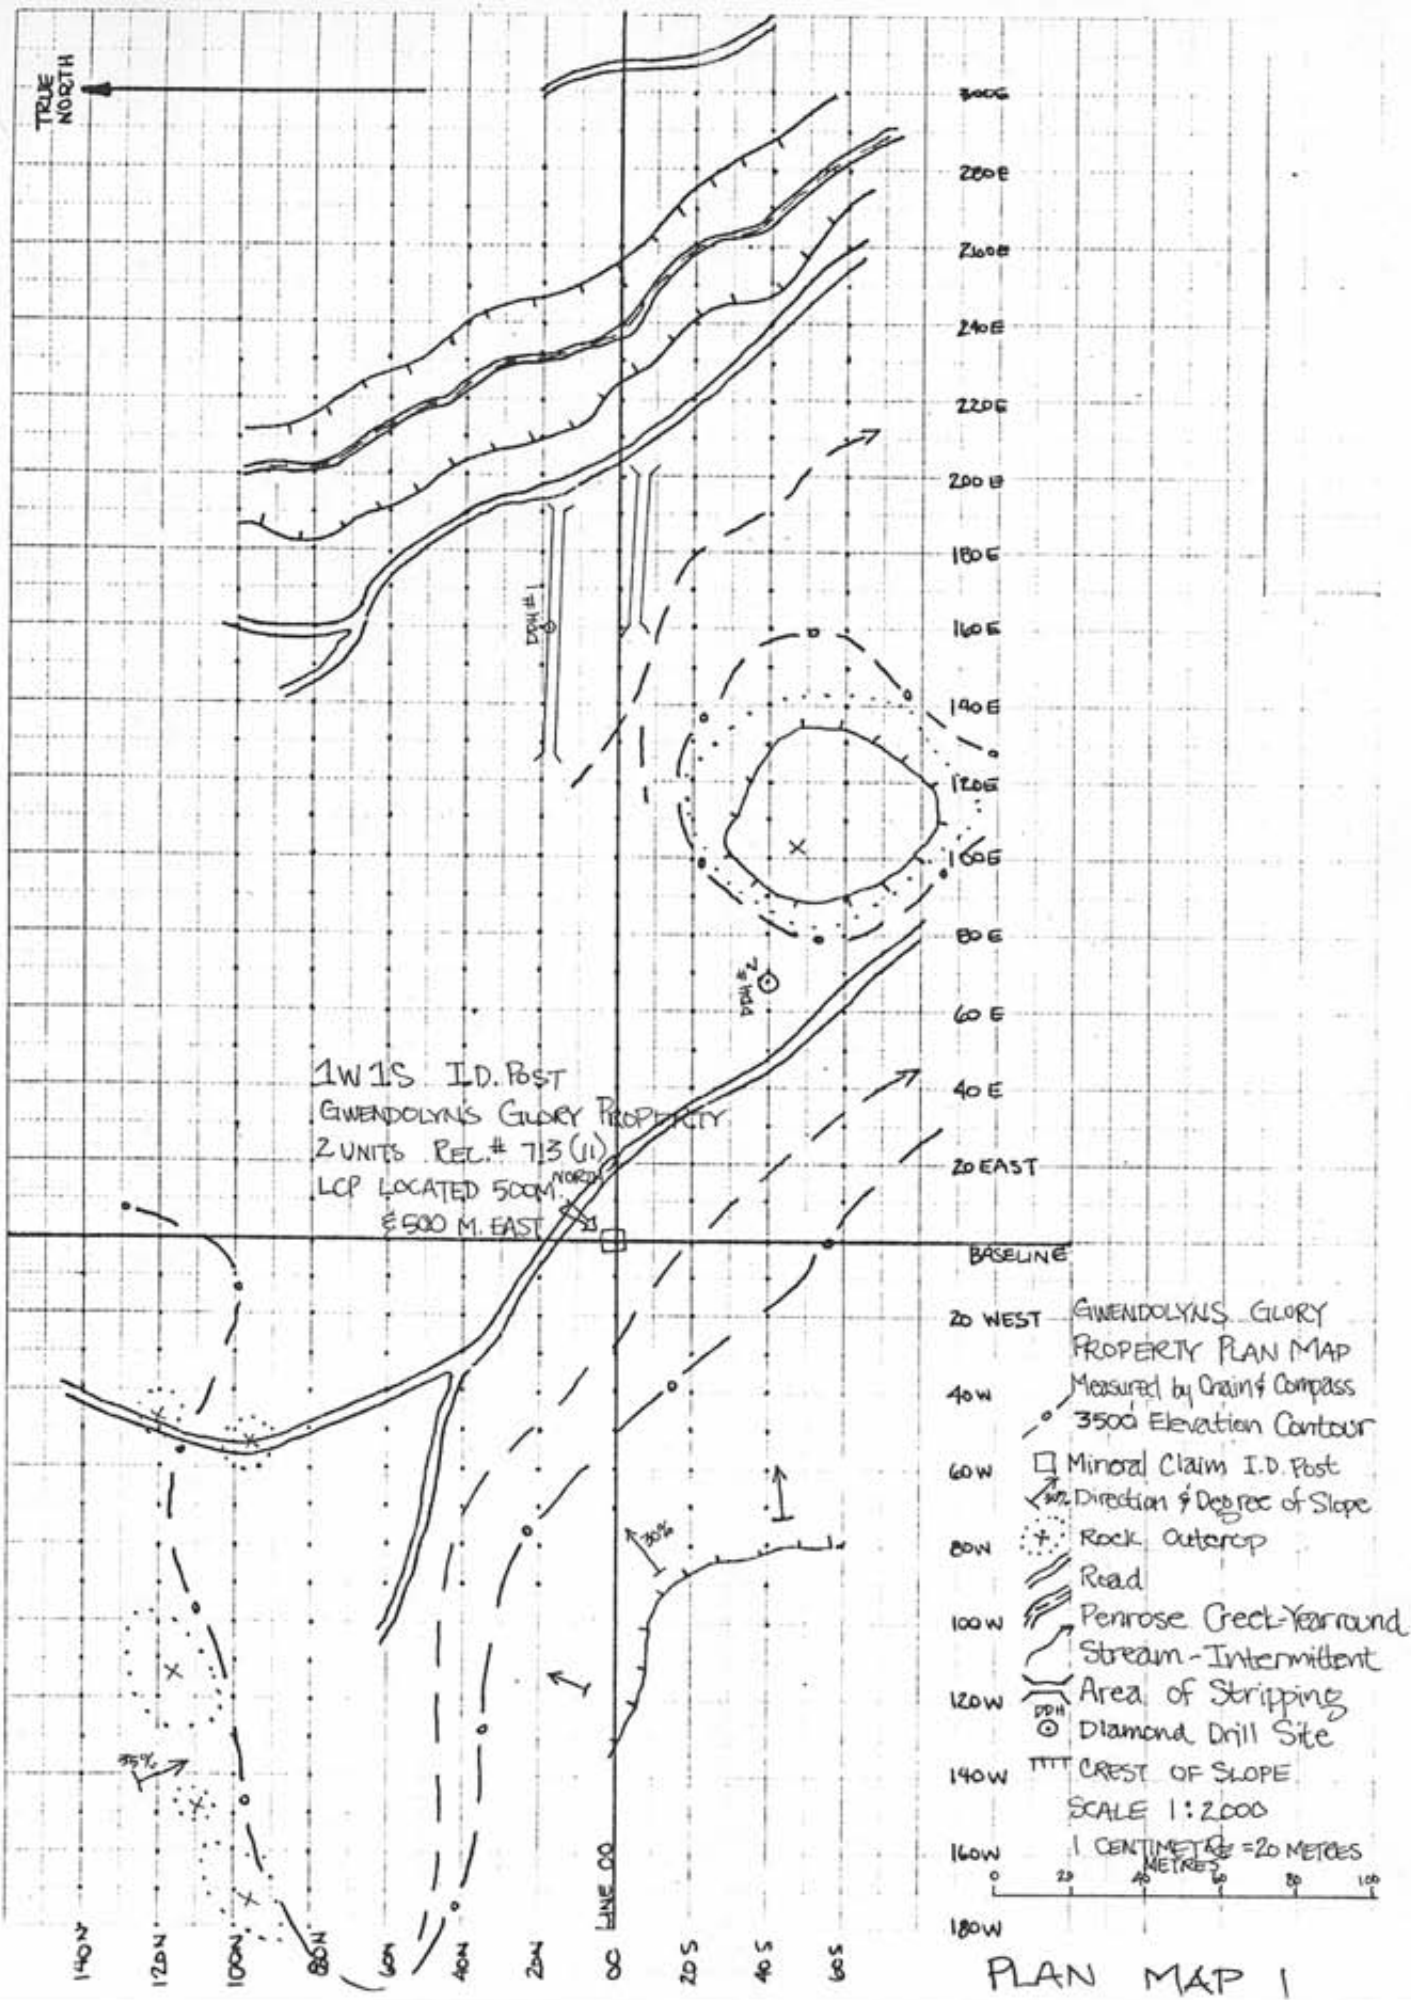 TRUE
NORTH
300E
280E
260E
240E
220E
200E
180E
160E
140E
120E
100E
80E
60E
40E
20 EAST
BASELINE
20 WEST
40W
60W
80W
100W
120W
140W
160W
180W
DDH #1
DDH #2
1W 1S I.D. POST
GWENDOLYN'S GLORY PROPERTY
2 UNITS REC.# 713 (11)
LCP LOCATED 500M. NORTH
& 500 M. EAST
30%
35%
LINE 00
140N
120N
100N
80N
60N
40N
20N
00
20S
40S
60S
GWENDOLYNS GLORY
PROPERTY PLAN MAP
Measured by Chain & Compass
3500' Elevation Contour
Mineral Claim I.D. Post
Direction & Degree of Slope
Rock Outcrop
Road
Penrose Creek-Year round
Stream - Intermittent
Area of Stripping
DDH
Diamond Drill Site
CREST OF SLOPE
SCALE 1:2000
1 CENTIMETRE = 20 METRES
METRES
0 20 40 60 80 100
PLAN MAP 1